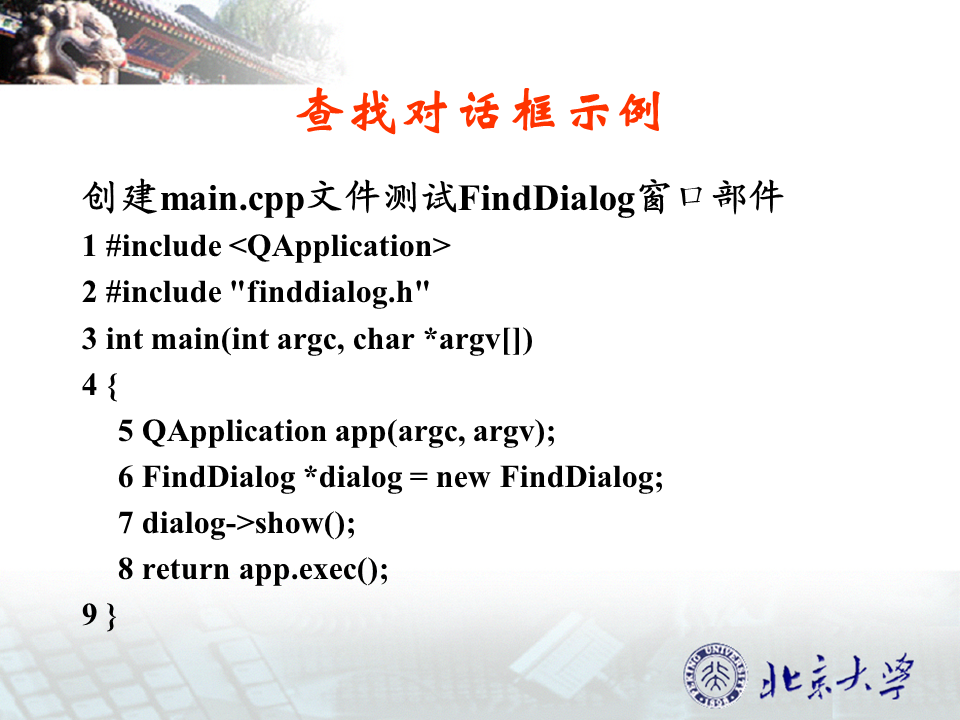 查找对话框示例
创建main.cpp文件测试FindDialog窗口部件
1 #include <QApplication>
2 #include "finddialog.h"
3 int main(int argc, char *argv[])
4 {
5 QApplication app(argc, argv);
6 FindDialog *dialog = new FindDialog;
7 dialog->show();
8 return app.exec();
9 }
PEKING UNIVERSITY
1898
北京大学